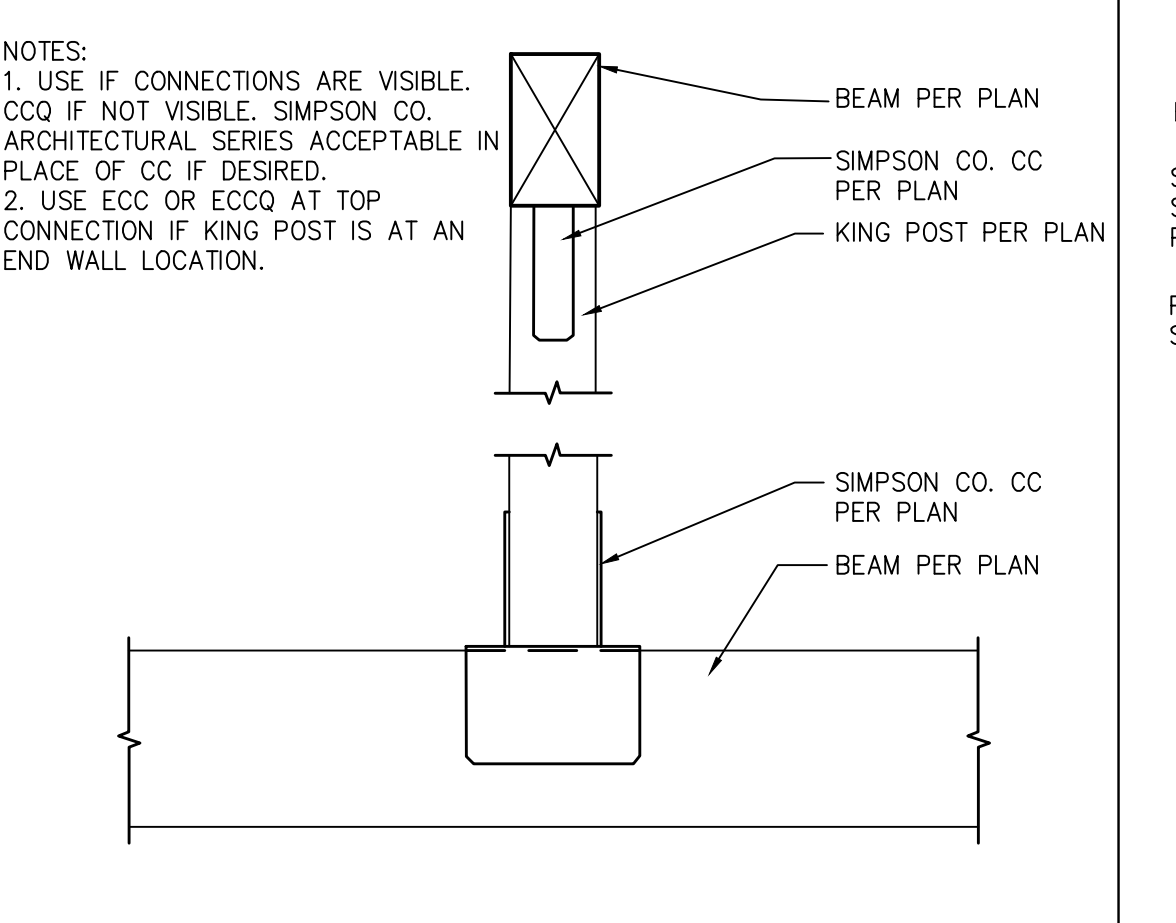 NOTES:
1. USE IF CONNECTIONS ARE VISIBLE.
CCQ IF NOT VISIBLE. SIMPSON CO.
ARCHITECTURAL SERIES ACCEPTABLE IN
PLACE OF CC IF DESIRED.
2. USE ECC OR ECCQ AT TOP
CONNECTION IF KING POST IS AT AN
END WALL LOCATION.
BEAM PER PLAN
SIMPSON CO. CC
PER PLAN
KING POST PER PLAN
SIMPSON CO. CC
PER PLAN
BEAM PER PLAN